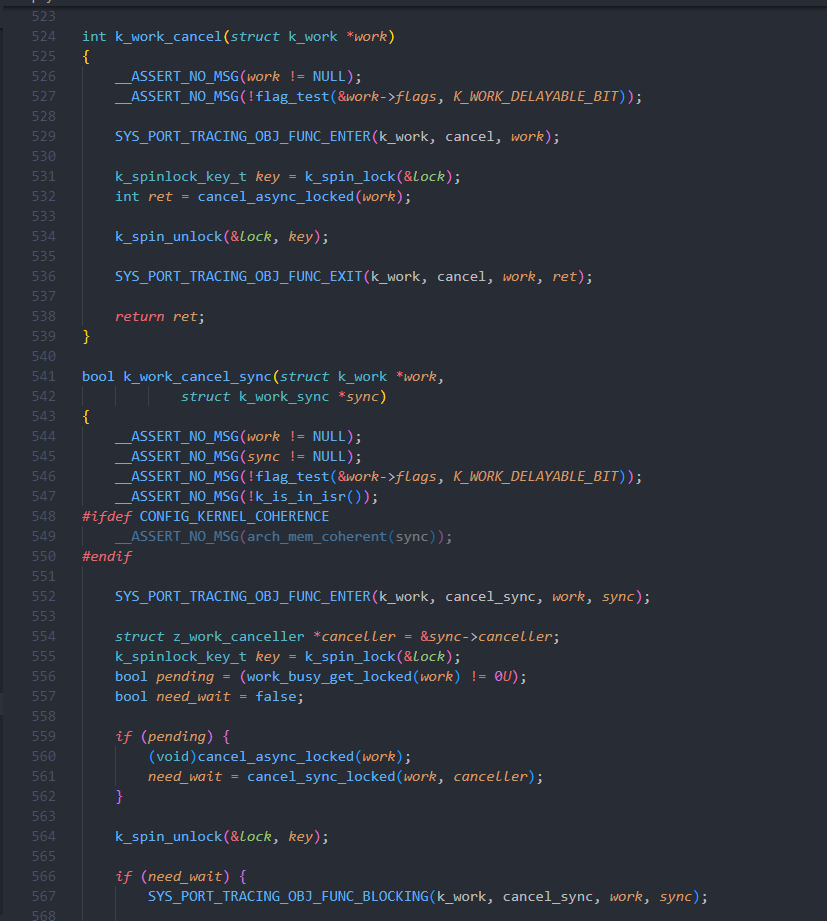 523
524 int k_work_cancel(struct k_work *work)
525 {
526     __ASSERT_NO_MSG(work != NULL);
527     __ASSERT_NO_MSG(!flag_test(&work->flags, K_WORK_DELAYABLE_BIT));
528
529     SYS_PORT_TRACING_OBJ_FUNC_ENTER(k_work, cancel, work);
530
531     k_spinlock_key_t key = k_spin_lock(&lock);
532     int ret = cancel_async_locked(work);
533
534     k_spin_unlock(&lock, key);
535
536     SYS_PORT_TRACING_OBJ_FUNC_EXIT(k_work, cancel, work, ret);
537
538     return ret;
539 }
540
541 bool k_work_cancel_sync(struct k_work *work,
542             struct k_work_sync *sync)
543 {
544     __ASSERT_NO_MSG(work != NULL);
545     __ASSERT_NO_MSG(sync != NULL);
546     __ASSERT_NO_MSG(!flag_test(&work->flags, K_WORK_DELAYABLE_BIT));
547     __ASSERT_NO_MSG(!k_is_in_isr());
548 #ifdef CONFIG_KERNEL_COHERENCE
549     __ASSERT_NO_MSG(arch_mem_coherent(sync));
550 #endif
551
552     SYS_PORT_TRACING_OBJ_FUNC_ENTER(k_work, cancel_sync, work, sync);
553
554     struct z_work_canceller *canceller = &sync->canceller;
555     k_spinlock_key_t key = k_spin_lock(&lock);
556     bool pending = (work_busy_get_locked(work) != 0U);
557     bool need_wait = false;
558
559     if (pending) {
560         (void)cancel_async_locked(work);
561         need_wait = cancel_sync_locked(work, canceller);
562     }
563
564     k_spin_unlock(&lock, key);
565
566     if (need_wait) {
567         SYS_PORT_TRACING_OBJ_FUNC_BLOCKING(k_work, cancel_sync, work, sync);
568